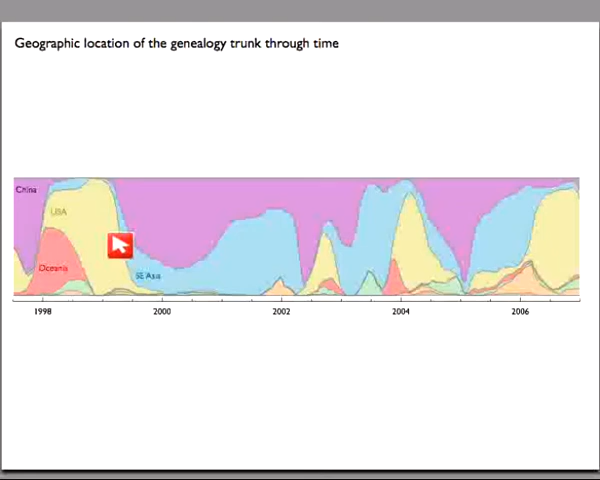 Geographic location of the genealogy trunk through time
China
USA
Oceania
SE Asia
1998 2000 2002 2004 2006